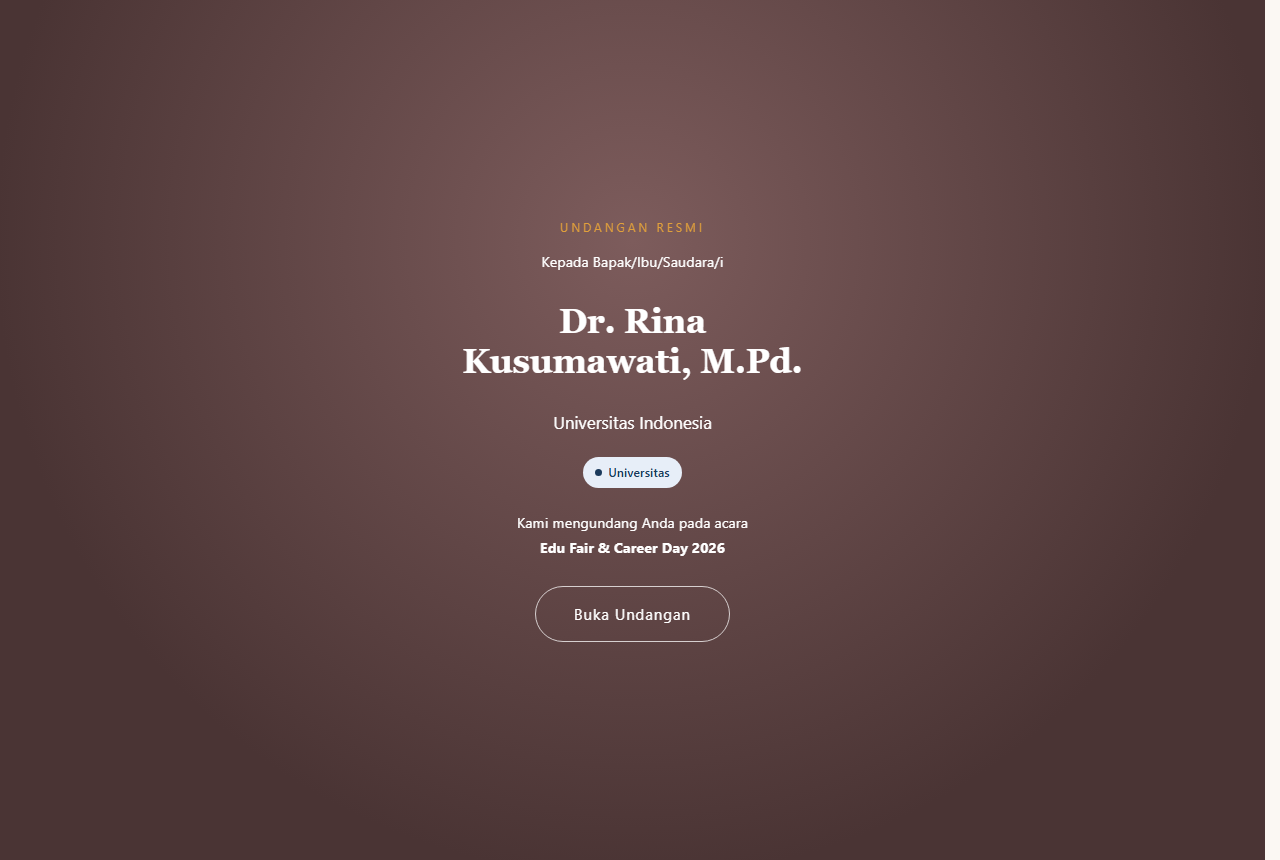 UNDANGAN RESMI
Kepada Bapak/Ibu/Saudara/i
Dr. Rina
Kusumawati, M.Pd.
Universitas Indonesia
Universitas
Kami mengundang Anda pada acara
Edu Fair & Career Day 2026
Buka Undangan